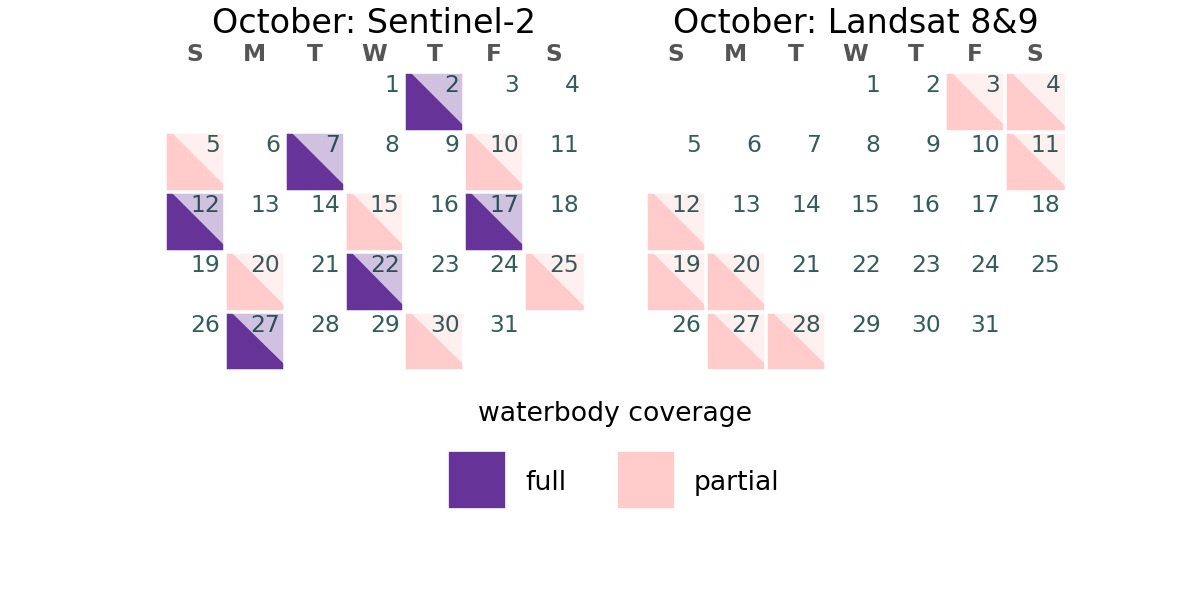 October: Sentinel-2
S M T W T F S
1 2 3 4
5 6 7 8 9 10 11
12 13 14 15 16 17 18
19 20 21 22 23 24 25
26 27 28 29 30 31
October: Landsat 8&9
S M T W T F S
1 2 3 4
5 6 7 8 9 10 11
12 13 14 15 16 17 18
19 20 21 22 23 24 25
26 27 28 29 30 31
waterbody coverage
full
partial